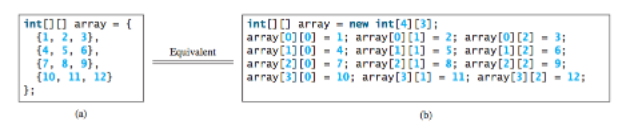 int[][] array = {
{1, 2, 3},
{4, 5, 6},
{7, 8, 9},
{10, 11, 12}
};
(a)
Equivalent
int[][] array = new int[4][3];
array[0][0] = 1; array[0][1] = 2; array[0][2] = 3;
array[1][0] = 4; array[1][1] = 5; array[1][2] = 6;
array[2][0] = 7; array[2][1] = 8; array[2][2] = 9;
array[3][0] = 10; array[3][1] = 11; array[3][2] = 12;
(b)